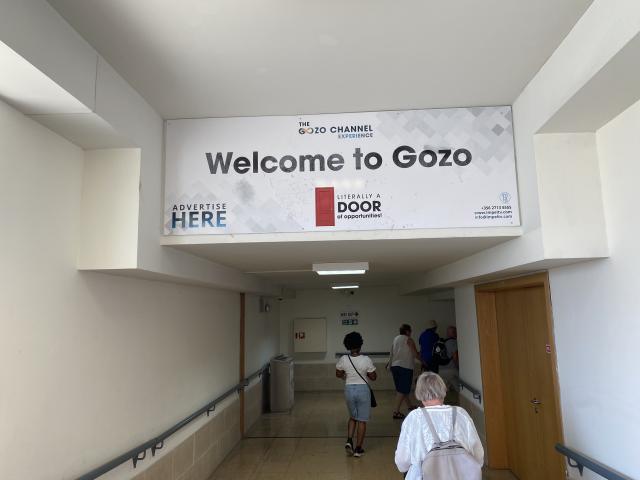 THE
GOZO CHANNEL
EXPERIENCE
Welcome to Gozo
ADVERTISE
HERE
LITERALLY A
DOOR
of opportunities!